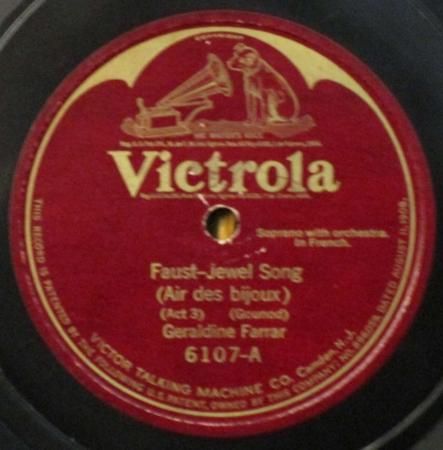 HIS MASTER'S VOICE
Victrola
Soprano with orchestra.
In French.
Faust-Jewel Song
(Air des bijoux)
(Act 3) (Gounod)
Geraldine Farrar
6107-A
VICTOR TALKING MACHINE CO. Camden, N.J.
THIS RECORD IS PATENTED BY THE FOLLOWING U.S. PATENT, OWNED BY THIS COMPANY: NO. 896,059, DATED AUGUST 11, 1908.